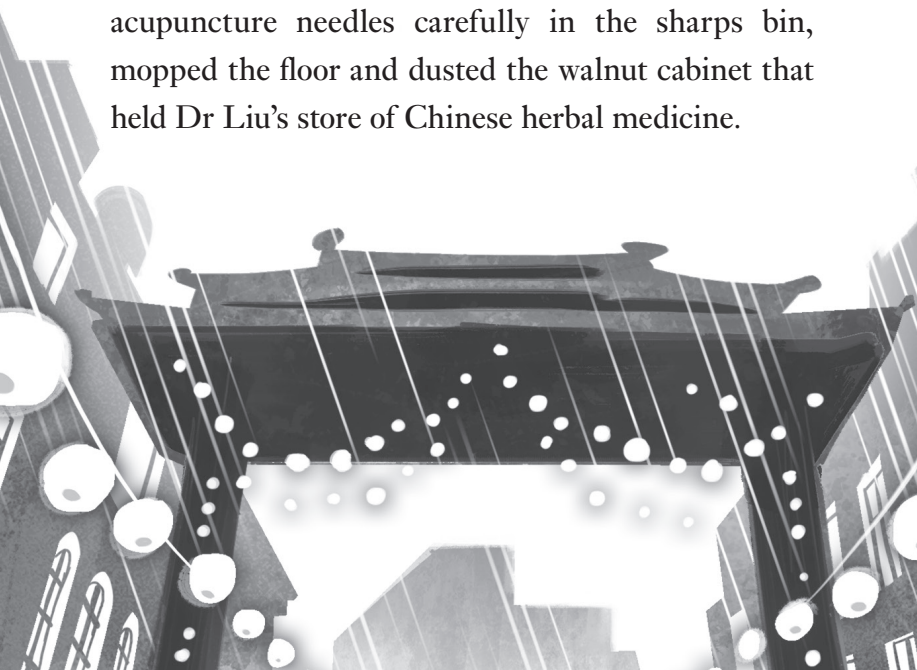 acupuncture needles carefully in the sharps bin,
mopped the floor and dusted the walnut cabinet that
held Dr Liu’s store of Chinese herbal medicine.